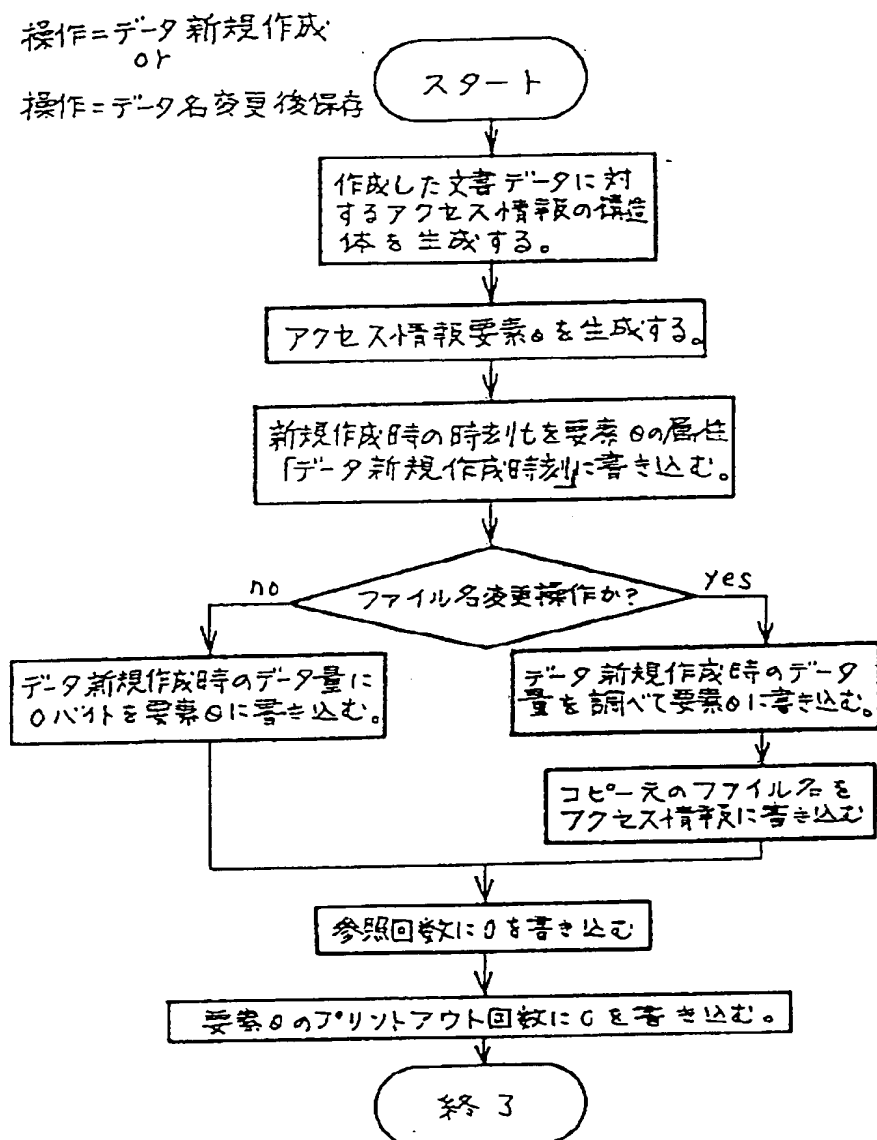 操作=データ新規作成
or
操作=データ名変更後保存
スタート
作成した文書データに対
するアクセス情報の構造
体を生成する。
アクセス情報要素θを生成する。
新規作成時の時刻tを要素θの属性
「データ新規作成時刻」に書き込む。
ファイル名変更操作か?
no
yes
データ新規作成時のデータ量に
0バイトを要素θに書き込む。
データ新規作成時のデータ
量を調べて要素θに書き込む。
コピー元のファイル名を
アクセス情報に書き込む
参照回数に0を書き込む
要素θのプリントアウト回数に0を書き込む。
終了